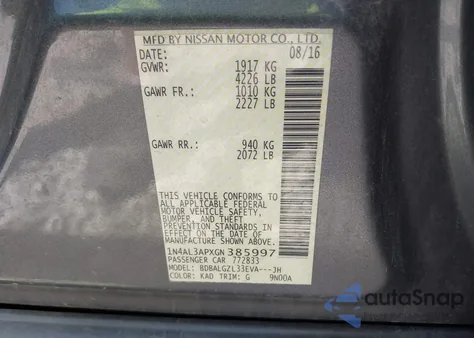 MFD BY NISSAN MOTOR CO., LTD.
DATE: 08/16
GVWR: 1917 KG
4226 LB
GAWR FR.: 1010 KG
2227 LB
GAWR RR.: 940 KG
2072 LB
THIS VEHICLE CONFORMS TO
ALL APPLICABLE FEDERAL
MOTOR VEHICLE SAFETY,
BUMPER, AND THEFT
PREVENTION STANDARDS IN
EFFECT ON THE DATE OF
MANUFACTURE SHOWN ABOVE.
1N4AL3APXGN385997
PASSENGER CAR 772833
MODEL: BDBALGZL33EVA---JH
COLOR: KAD TRIM: G 9N00A
autoSnap